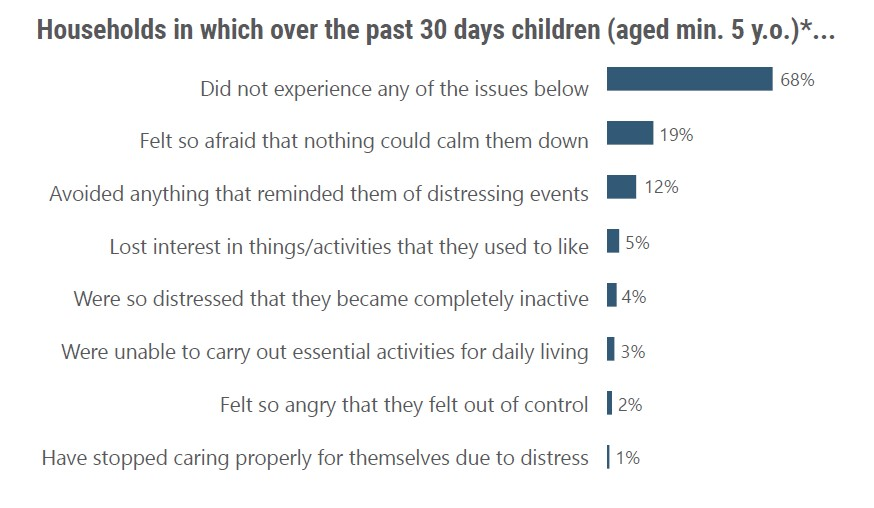 Households in which over the past 30 days children (aged min. 5 y.o.)*...
Did not experience any of the issues below 68%
Felt so afraid that nothing could calm them down 19%
Avoided anything that reminded them of distressing events 12%
Lost interest in things/activities that they used to like 5%
Were so distressed that they became completely inactive 4%
Were unable to carry out essential activities for daily living 3%
Felt so angry that they felt out of control 2%
Have stopped caring properly for themselves due to distress 1%